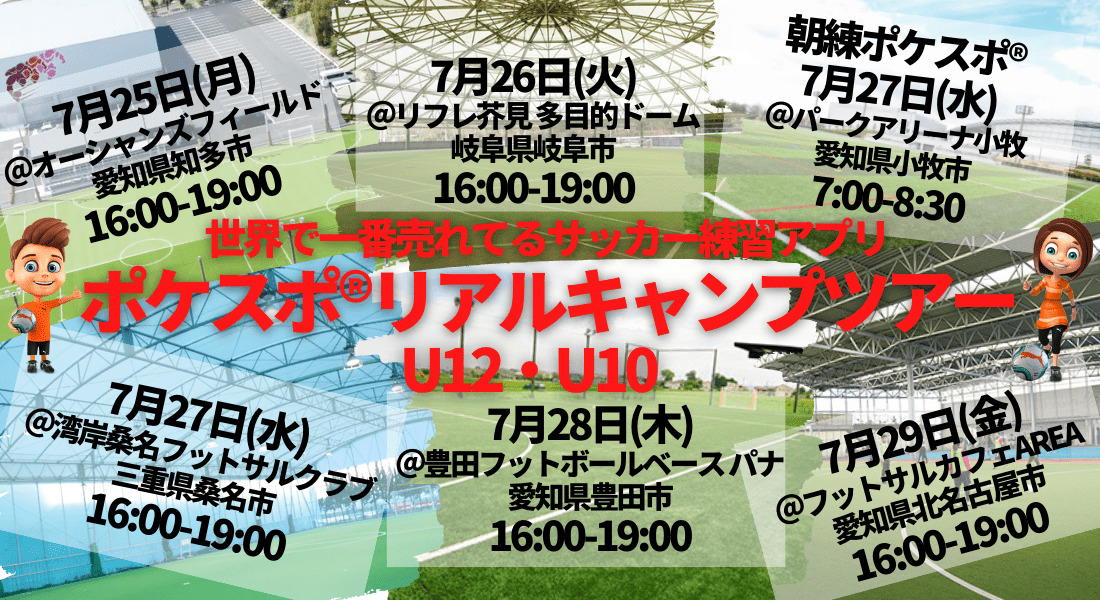 7月25日(月)
@オーシャンズフィールド
愛知県知多市
16:00-19:00
7月26日(火)
@リフレ芥見 多目的ドーム
岐阜県岐阜市
16:00-19:00
朝練ポケスポ®
7月27日(水)
@パークアリーナ小牧
愛知県小牧市
7:00-8:30
世界で一番売れてるサッカー練習アプリ
ポケスポ®リアルキャンプツアー
U12・U10
7月27日(水)
@湾岸桑名フットサルクラブ
三重県桑名市
16:00-19:00
7月28日(木)
@豊田フットボールベース パナ
愛知県豊田市
16:00-19:00
7月29日(金)
@フットサルカフェAREA
愛知県北名古屋市
16:00-19:00